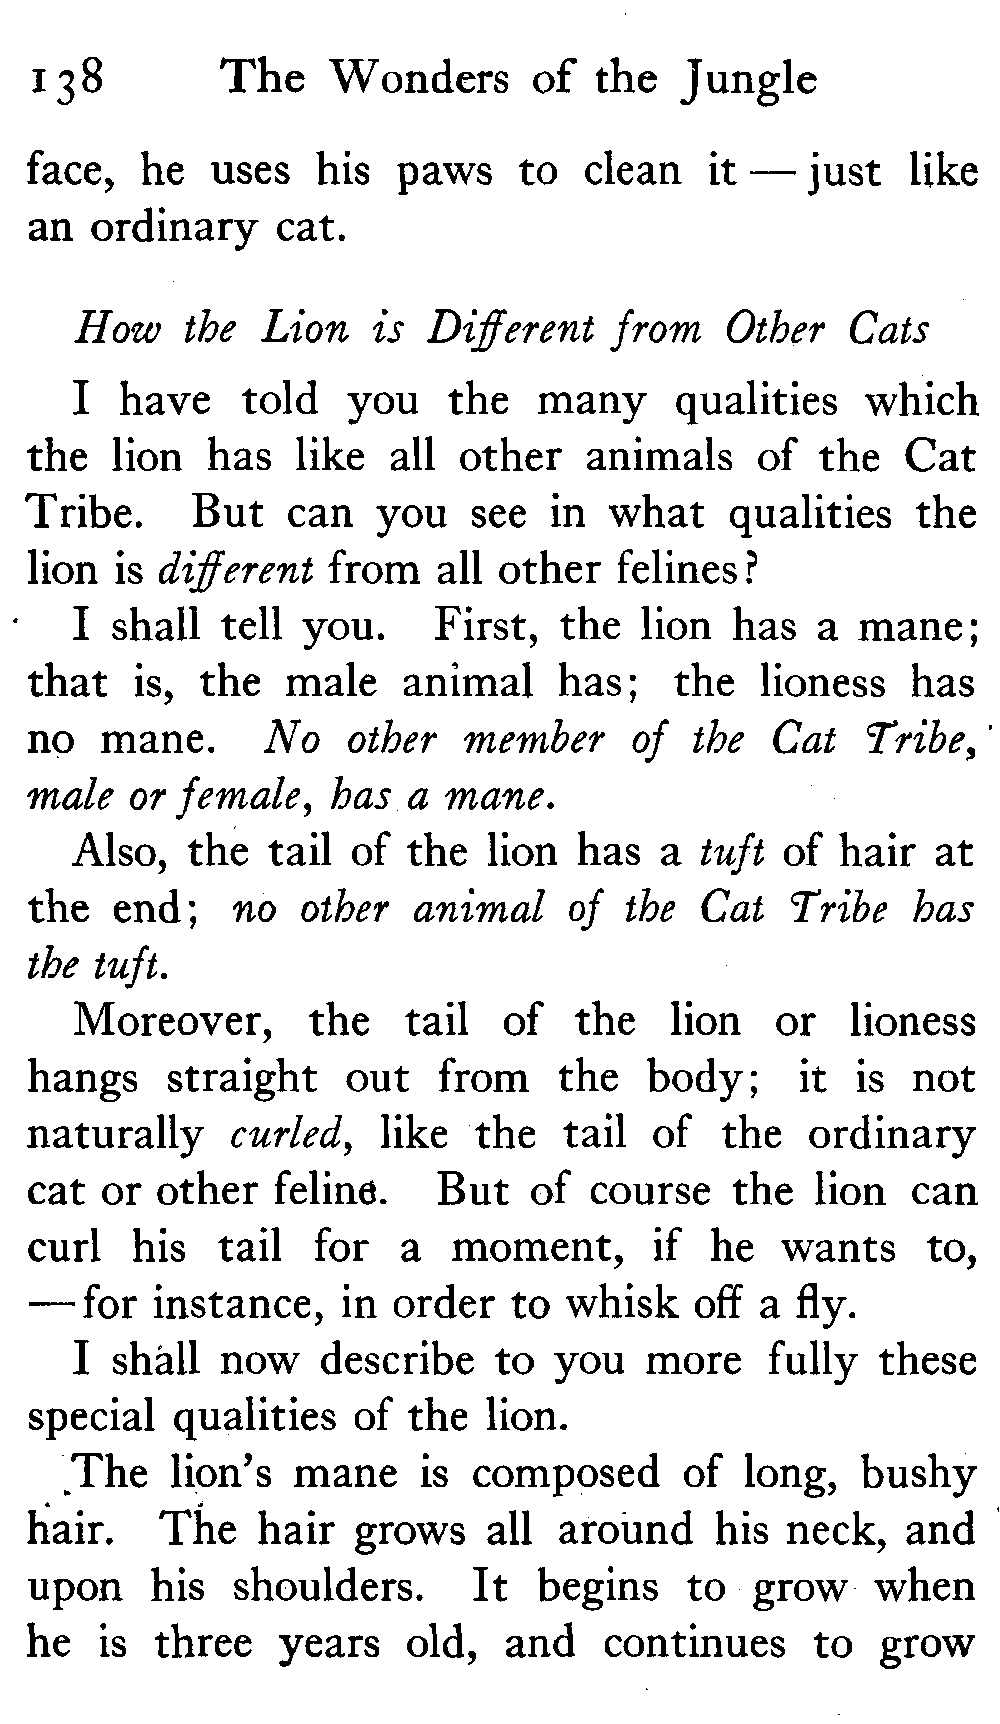 138 The Wonders of the Jungle
face, he uses his paws to clean it — just like
an ordinary cat.
How the Lion is Different from Other Cats
I have told you the many qualities which
the lion has like all other animals of the Cat
Tribe. But can you see in what qualities the
lion is different from all other felines?
I shall tell you. First, the lion has a mane;
that is, the male animal has; the lioness has
no mane. No other member of the Cat Tribe,
male or female, has a mane.
Also, the tail of the lion has a tuft of hair at
the end; no other animal of the Cat Tribe has
the tuft.
Moreover, the tail of the lion or lioness
hangs straight out from the body; it is not
naturally curled, like the tail of the ordinary
cat or other feline. But of course the lion can
curl his tail for a moment, if he wants to,
— for instance, in order to whisk off a fly.
I shall now describe to you more fully these
special qualities of the lion.
The lion's mane is composed of long, bushy
hair. The hair grows all around his neck, and
upon his shoulders. It begins to grow when
he is three years old, and continues to grow